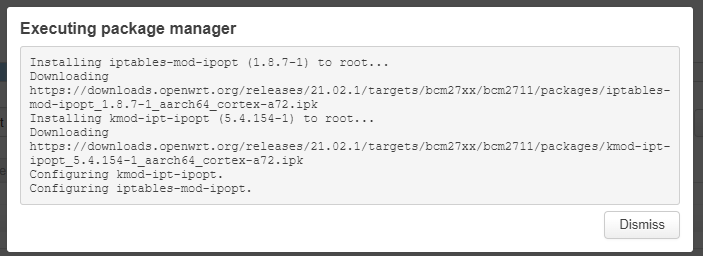 Executing package manager
Installing iptables-mod-ipopt (1.8.7-1) to root...
Downloading
https://downloads.openwrt.org/releases/21.02.1/targets/bcm27xx/bcm2711/packages/iptables-
mod-ipopt_1.8.7-1_aarch64_cortex-a72.ipk
Installing kmod-ipt-ipopt (5.4.154-1) to root...
Downloading
https://downloads.openwrt.org/releases/21.02.1/targets/bcm27xx/bcm2711/packages/kmod-ipt-
ipopt_5.4.154-1_aarch64_cortex-a72.ipk
Configuring kmod-ipt-ipopt.
Configuring iptables-mod-ipopt.
Dismiss